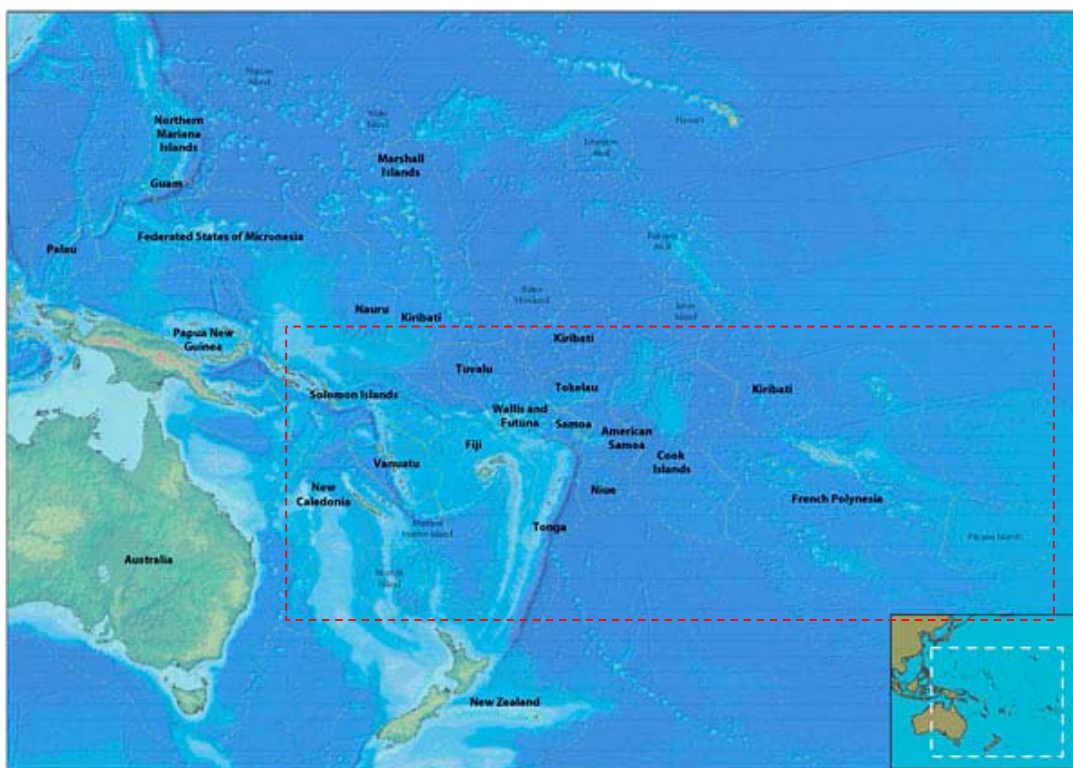 Northern
Mariana
Islands
Guam
Marshall
Islands
Hawai'i
Federated States of Micronesia
Palau
Nauru
Kiribati
Papua New
Guinea
Kiribati
Tuvalu
Solomon Islands
Tokelau
Kiribati
Wallis and
Futuna
Samoa
American
Samoa
Fiji
Vanuatu
Cook
Islands
New
Caledonia
Niue
French Polynesia
Tonga
Australia
New Zealand